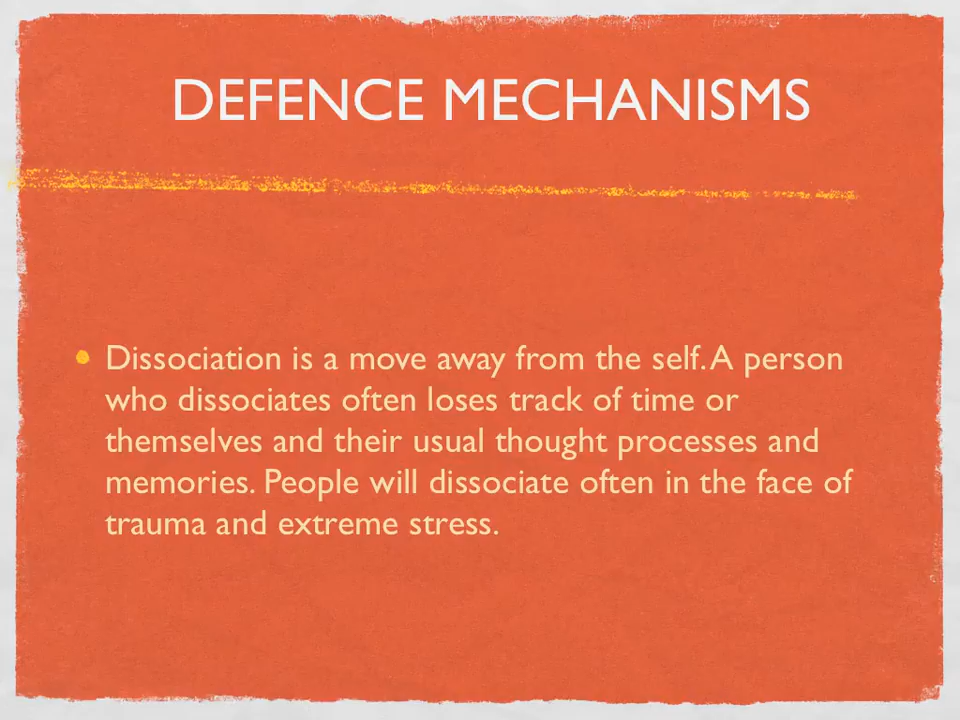 DEFENCE MECHANISMS
• Dissociation is a move away from the self. A person
who dissociates often loses track of time or
themselves and their usual thought processes and
memories. People will dissociate often in the face of
trauma and extreme stress.